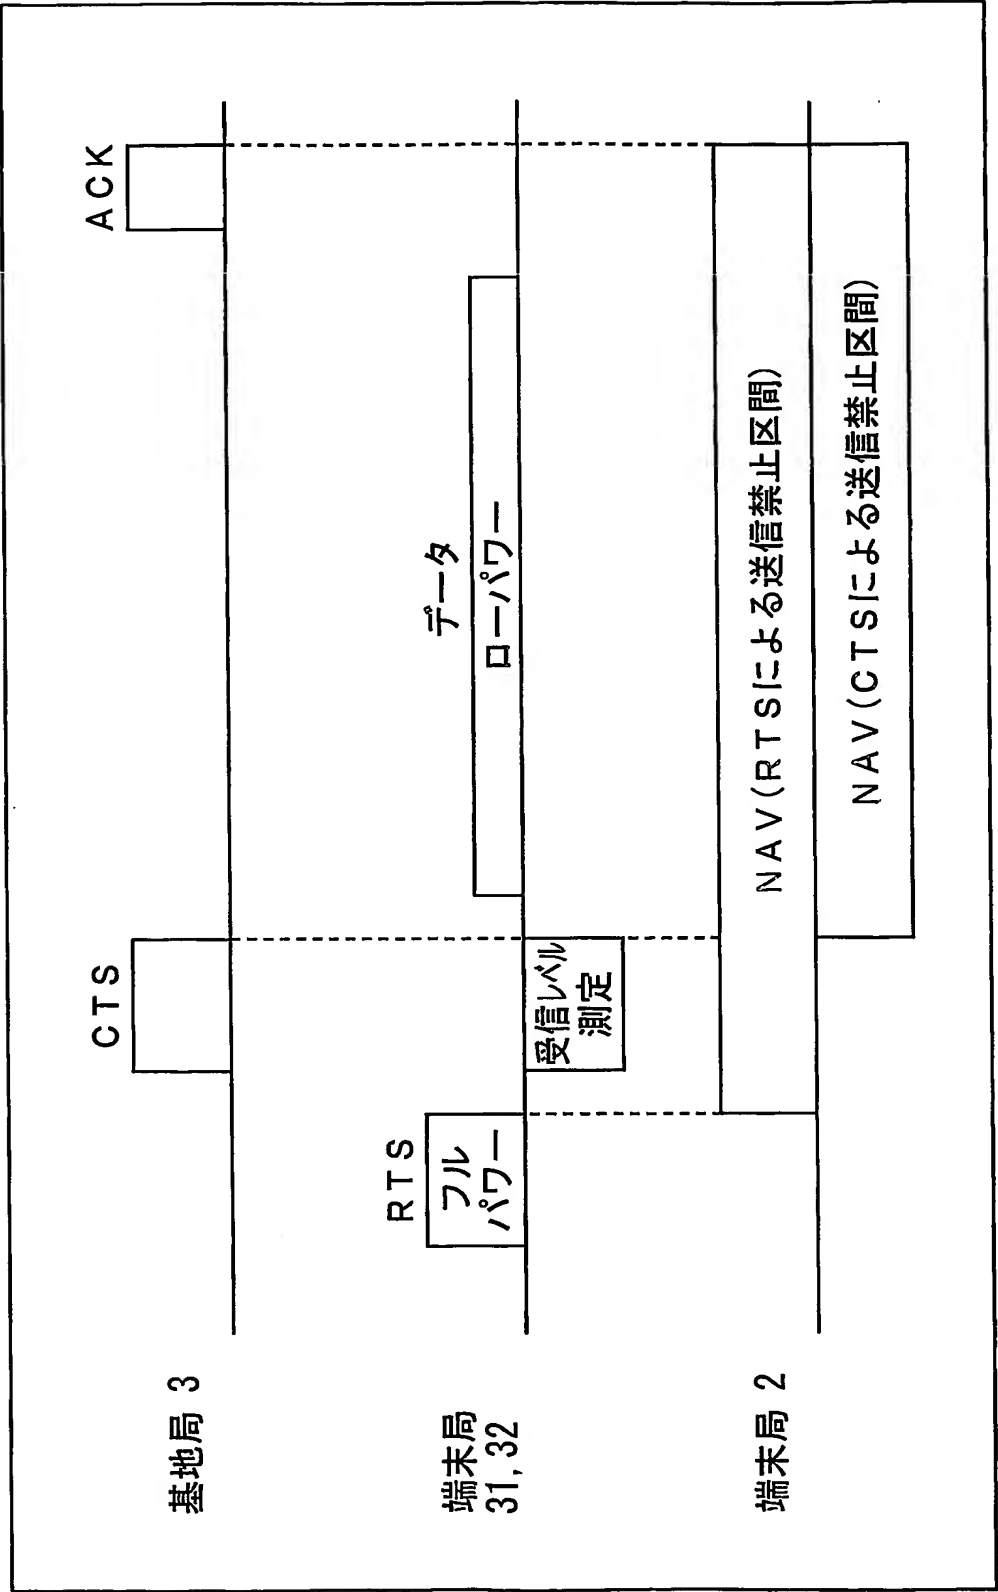 基地局 3
CTS
ACK
端末局
31, 32
RTS
フル
パワー
受信レベル
測定
データ
ローパワー
端末局 2
NAV(RTSによる送信禁止区間)
NAV(CTSによる送信禁止区間)